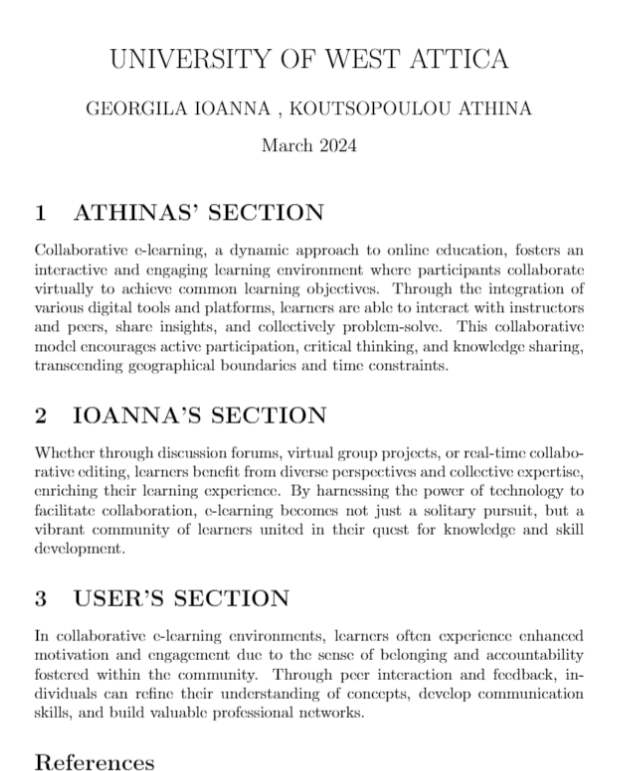 UNIVERSITY OF WEST ATTICA
GEORGILA IOANNA , KOUTSOPOULOU ATHINA
March 2024
1 ATHINAS' SECTION
Collaborative e-learning, a dynamic approach to online education, fosters an
interactive and engaging learning environment where participants collaborate
virtually to achieve common learning objectives. Through the integration of
various digital tools and platforms, learners are able to interact with instructors
and peers, share insights, and collectively problem-solve. This collaborative
model encourages active participation, critical thinking, and knowledge sharing,
transcending geographical boundaries and time constraints.
2 IOANNA'S SECTION
Whether through discussion forums, virtual group projects, or real-time collabo-
rative editing, learners benefit from diverse perspectives and collective expertise,
enriching their learning experience. By harnessing the power of technology to
facilitate collaboration, e-learning becomes not just a solitary pursuit, but a
vibrant community of learners united in their quest for knowledge and skill
development.
3 USER'S SECTION
In collaborative e-learning environments, learners often experience enhanced
motivation and engagement due to the sense of belonging and accountability
fostered within the community. Through peer interaction and feedback, in-
dividuals can refine their understanding of concepts, develop communication
skills, and build valuable professional networks.
References